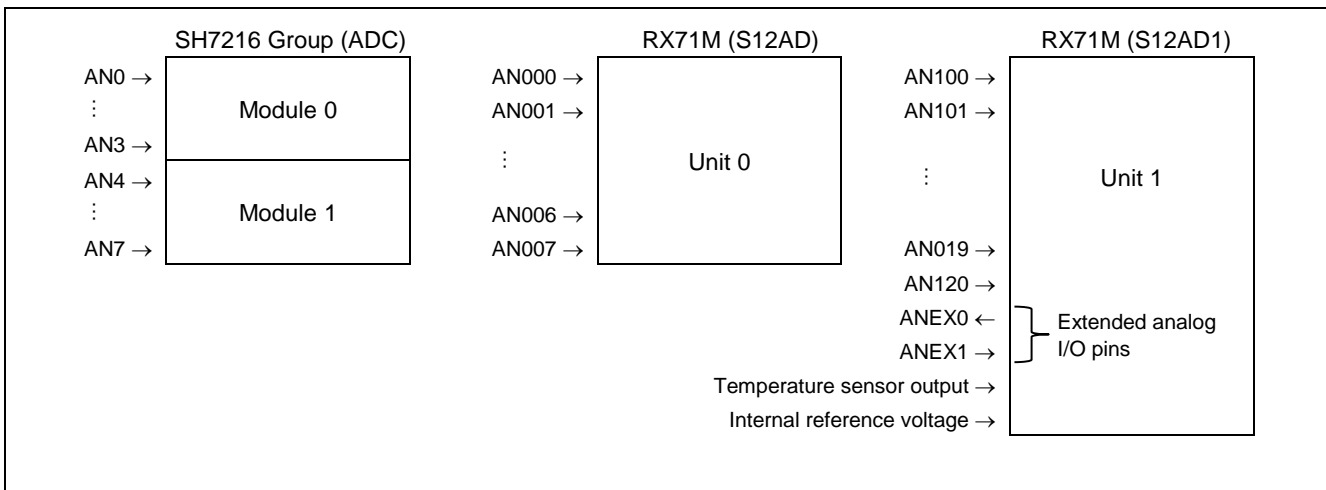 SH7216 Group (ADC)
AN0 →
⋮
AN3 →
AN4 →
⋮
AN7 →
Module 0
Module 1
RX71M (S12AD)
AN000 →
AN001 →
⋮
AN006 →
AN007 →
Unit 0
RX71M (S12AD1)
AN100 →
AN101 →
⋮
AN019 →
AN120 →
ANEX0 ←
ANEX1 →
Temperature sensor output →
Internal reference voltage →
Unit 1
Extended analog
I/O pins